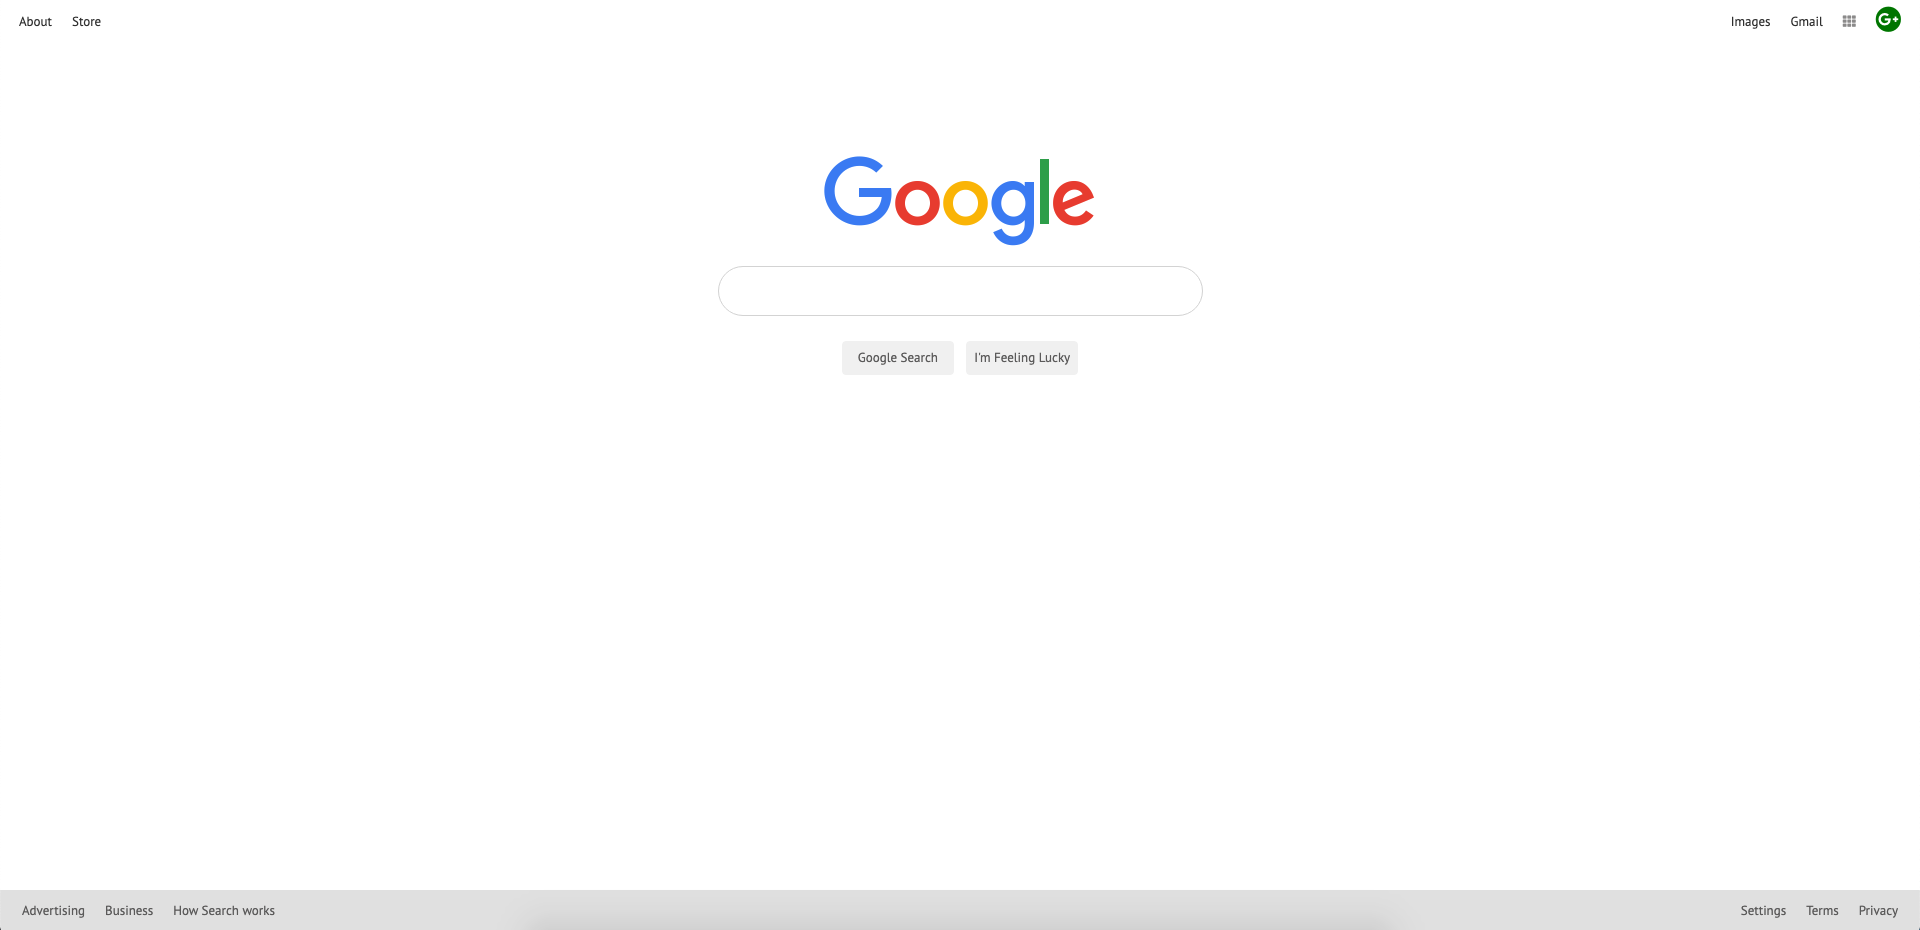 About Store Images Gmail G+
Google
Google Search I'm Feeling Lucky
Advertising Business How Search works Settings Terms Privacy